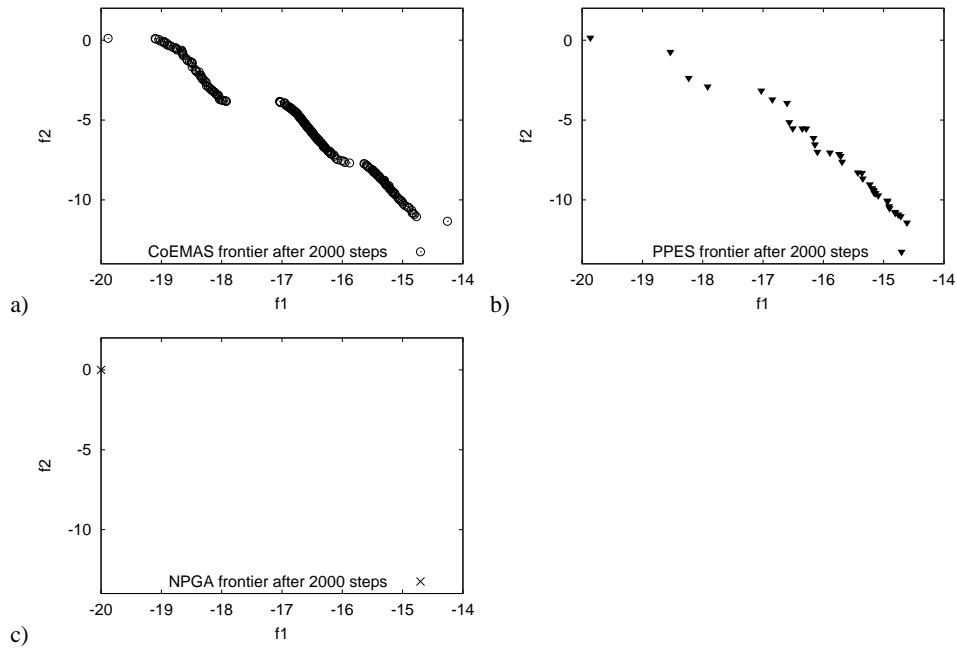 0
-5
-10
f2
CoEMAS frontier after 2000 steps
-20 -19 -18 -17 -16 -15 -14
f1
a)
0
-5
-10
f2
PPES frontier after 2000 steps
-20 -19 -18 -17 -16 -15 -14
f1
b)
0
-5
-10
f2
NPGA frontier after 2000 steps
-20 -19 -18 -17 -16 -15 -14
f1
c)